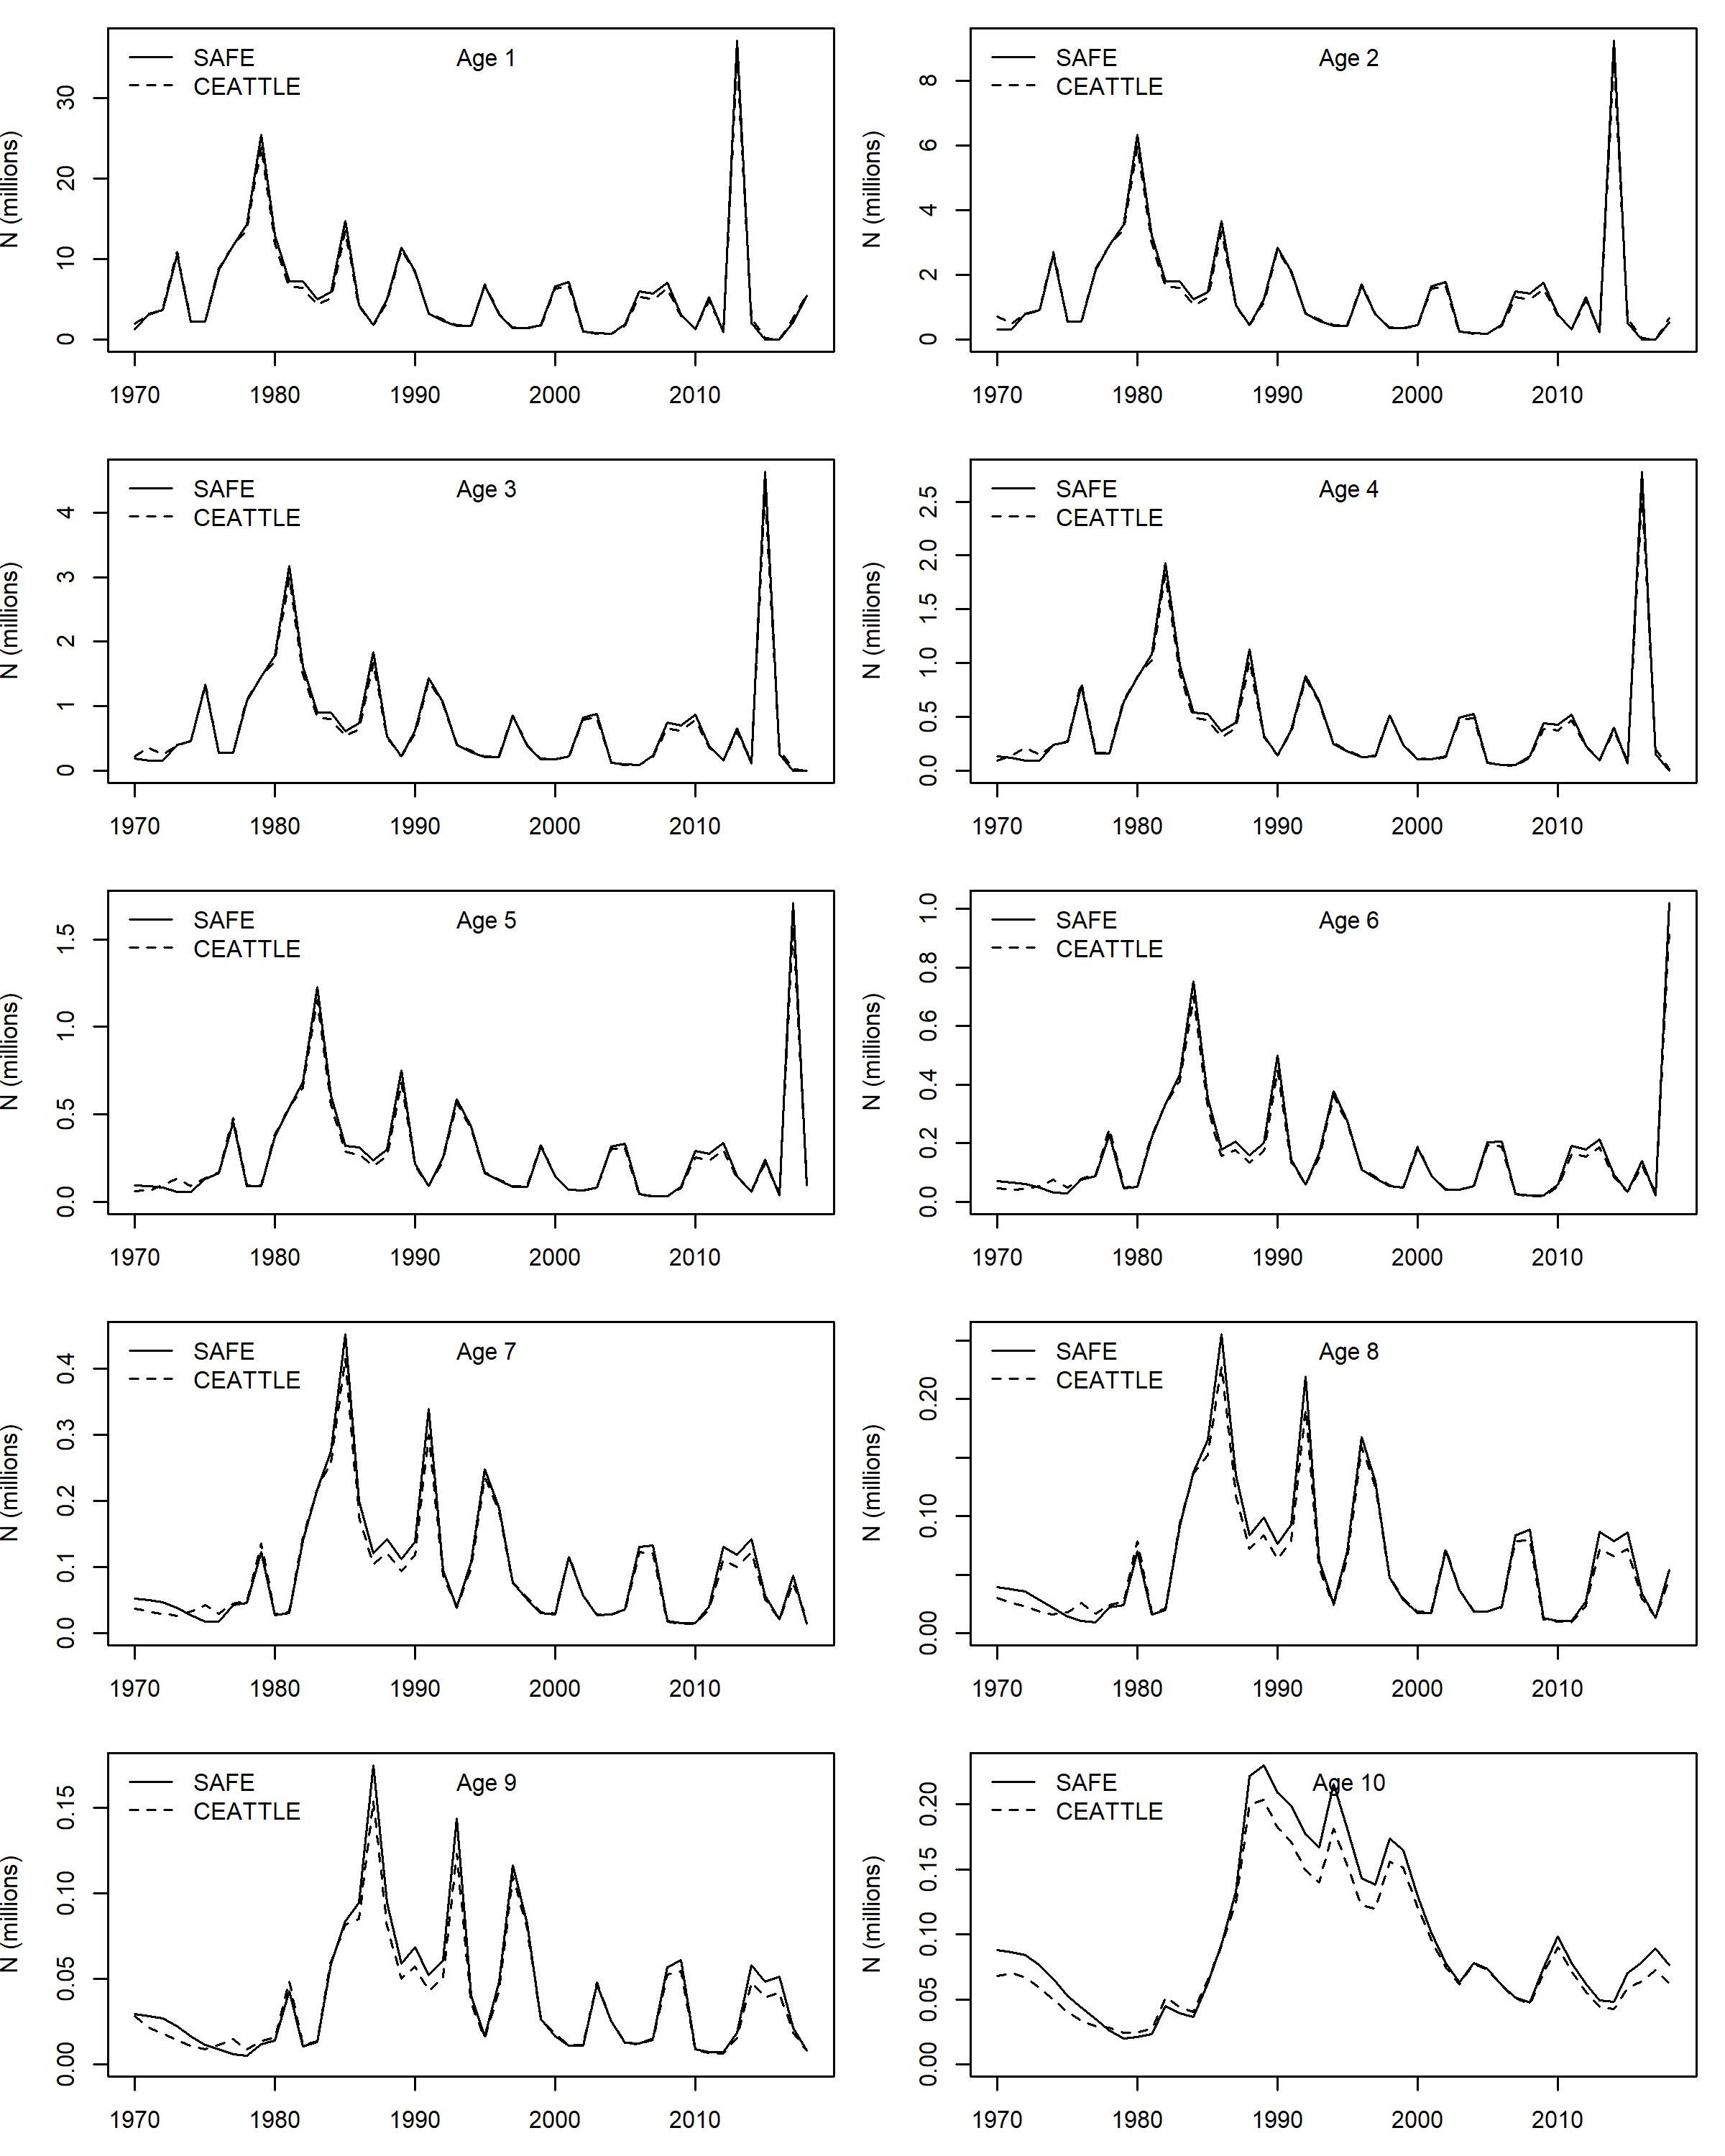 SAFE
CEATTLE
Age 1
N (millions)
30
20
10
0
1970 1980 1990 2000 2010
SAFE
CEATTLE
Age 2
N (millions)
8
6
4
2
0
1970 1980 1990 2000 2010
SAFE
CEATTLE
Age 3
N (millions)
4
3
2
1
0
1970 1980 1990 2000 2010
SAFE
CEATTLE
Age 4
N (millions)
2.5
2.0
1.5
1.0
0.5
0.0
1970 1980 1990 2000 2010
SAFE
CEATTLE
Age 5
N (millions)
1.5
1.0
0.5
0.0
1970 1980 1990 2000 2010
SAFE
CEATTLE
Age 6
N (millions)
1.0
0.8
0.6
0.4
0.2
0.0
1970 1980 1990 2000 2010
SAFE
CEATTLE
Age 7
N (millions)
0.4
0.3
0.2
0.1
0.0
1970 1980 1990 2000 2010
SAFE
CEATTLE
Age 8
N (millions)
0.20
0.10
0.00
1970 1980 1990 2000 2010
SAFE
CEATTLE
Age 9
N (millions)
0.15
0.10
0.05
0.00
1970 1980 1990 2000 2010
SAFE
CEATTLE
Age 10
N (millions)
0.20
0.15
0.10
0.05
0.00
1970 1980 1990 2000 2010